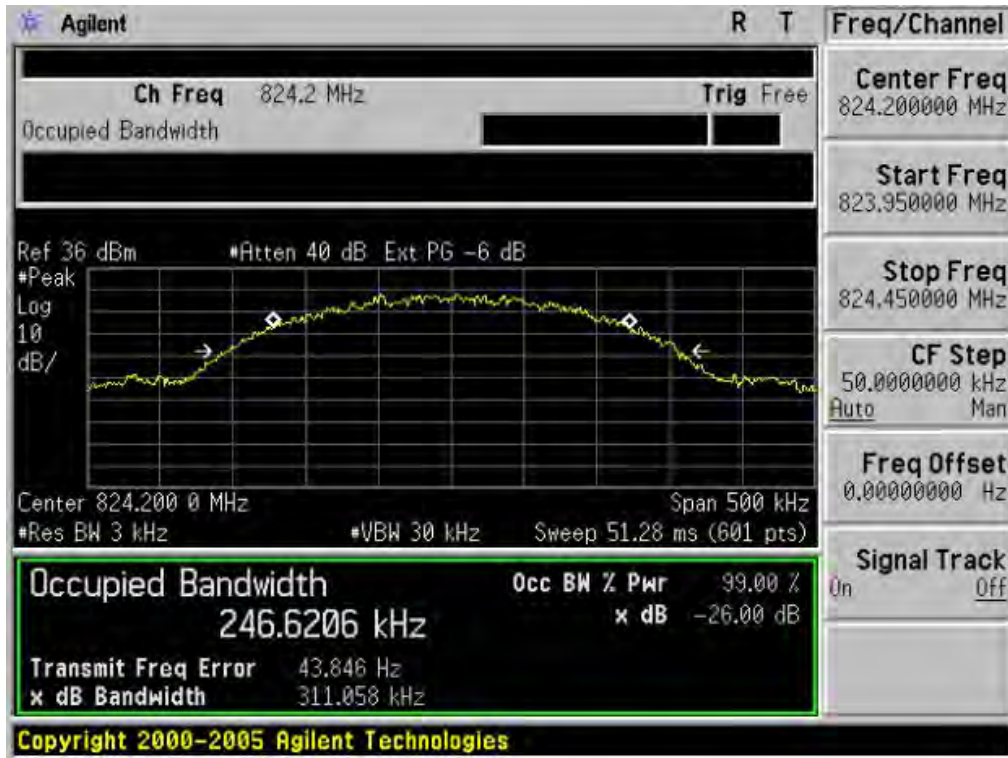 Agilent R T Freq/Channel
Ch Freq 824.2 MHz Trig Free
Occupied Bandwidth
Center Freq
824.200000 MHz
Start Freq
823.950000 MHz
Stop Freq
824.450000 MHz
CF Step
50.0000000 kHz
Auto Man
Freq Offset
0.00000000 Hz
Signal Track
On Off
Ref 36 dBm #Atten 40 dB Ext PG -6 dB
#Peak
Log
10
dB/
Center 824.200 0 MHz Span 500 kHz
#Res BW 3 kHz #VBW 30 kHz Sweep 51.28 ms (601 pts)
Occupied Bandwidth Occ BW % Pwr 99.00 %
246.6206 kHz x dB -26.00 dB
Transmit Freq Error 43.846 Hz
x dB Bandwidth 311.058 kHz
Copyright 2000-2005 Agilent Technologies